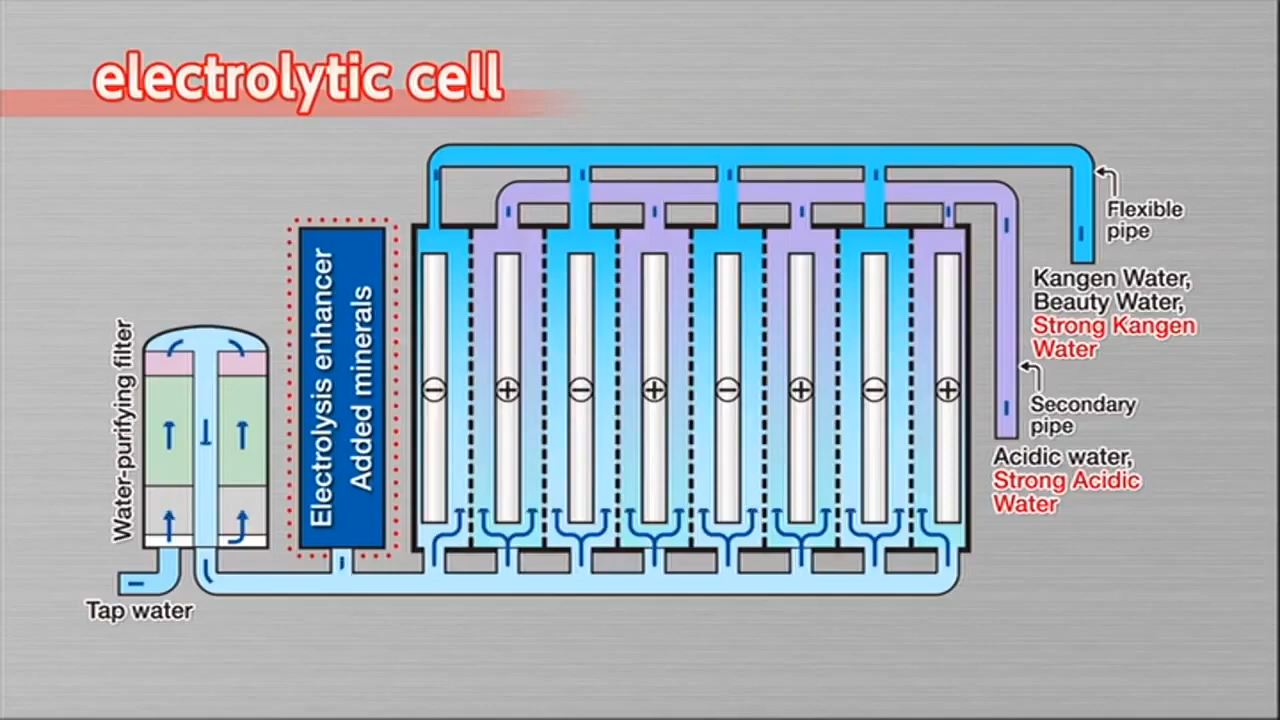 electrolytic cell
Flexible
pipe
Kangen Water,
Beauty Water,
Strong Kangen
Water
Secondary
pipe
Acidic water,
Strong Acidic
Water
Electrolysis enhancer
Added minerals
Water-purifying filter
Tap water